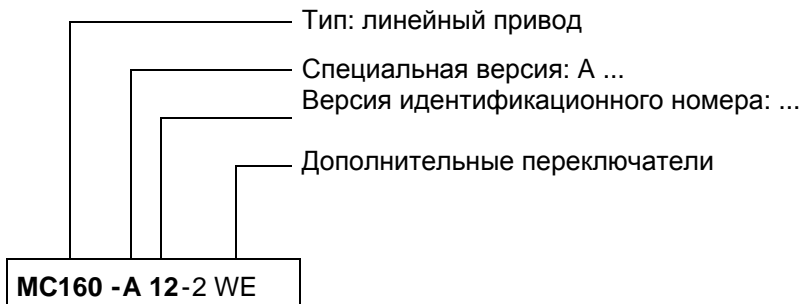 Тип: линейный привод
Специальная версия: A ...
Версия идентификационного номера: ...
Дополнительные переключатели
MC160 -A 12-2 WE